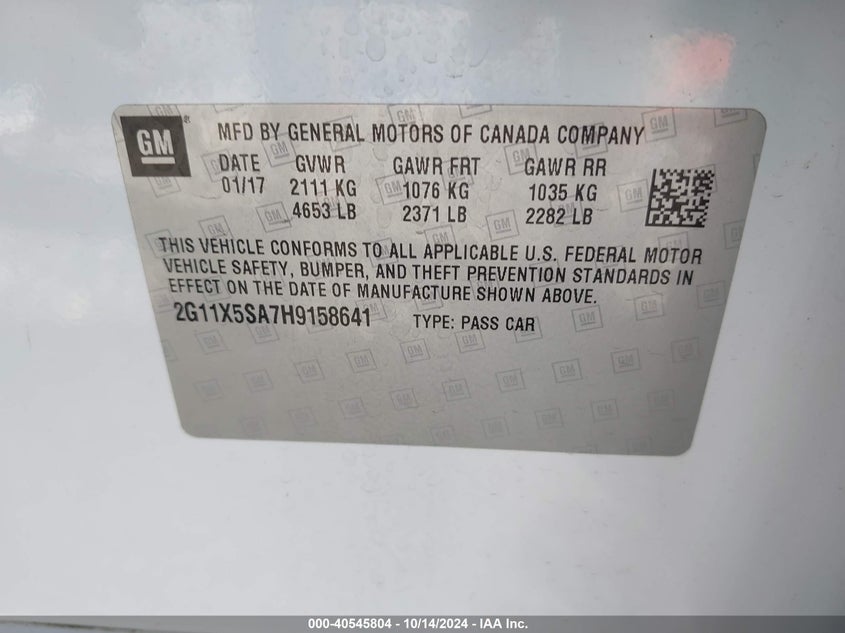 GM
MFD BY GENERAL MOTORS OF CANADA COMPANY
DATE GVWR GAWR FRT GAWR RR
01/17 2111 KG 1076 KG 1035 KG
4653 LB 2371 LB 2282 LB
THIS VEHICLE CONFORMS TO ALL APPLICABLE U.S. FEDERAL MOTOR
VEHICLE SAFETY, BUMPER, AND THEFT PREVENTION STANDARDS IN
EFFECT ON THE DATE OF MANUFACTURE SHOWN ABOVE.
2G11X5SA7H9158641 TYPE: PASS CAR
000-40545804 - 10/14/2024 - IAA Inc.